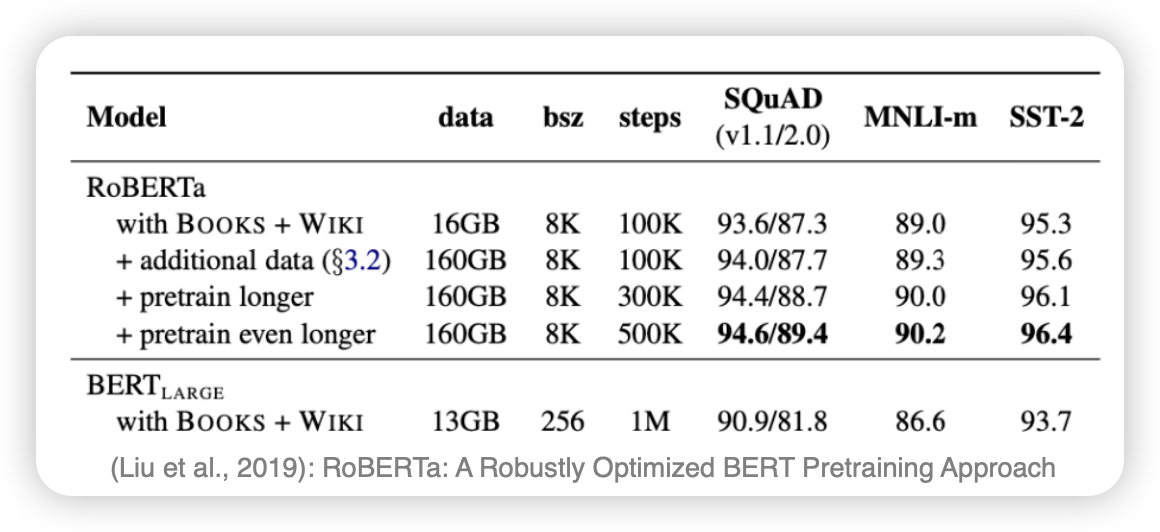 Model data bsz steps SQuAD (v1.1/2.0) MNLI-m SST-2
RoBERTa
with BOOKS + WIKI 16GB 8K 100K 93.6/87.3 89.0 95.3
+ additional data (§3.2) 160GB 8K 100K 94.0/87.7 89.3 95.6
+ pretrain longer 160GB 8K 300K 94.4/88.7 90.0 96.1
+ pretrain even longer 160GB 8K 500K 94.6/89.4 90.2 96.4
BERTLARGE
with BOOKS + WIKI 13GB 256 1M 90.9/81.8 86.6 93.7
(Liu et al., 2019): RoBERTa: A Robustly Optimized BERT Pretraining Approach